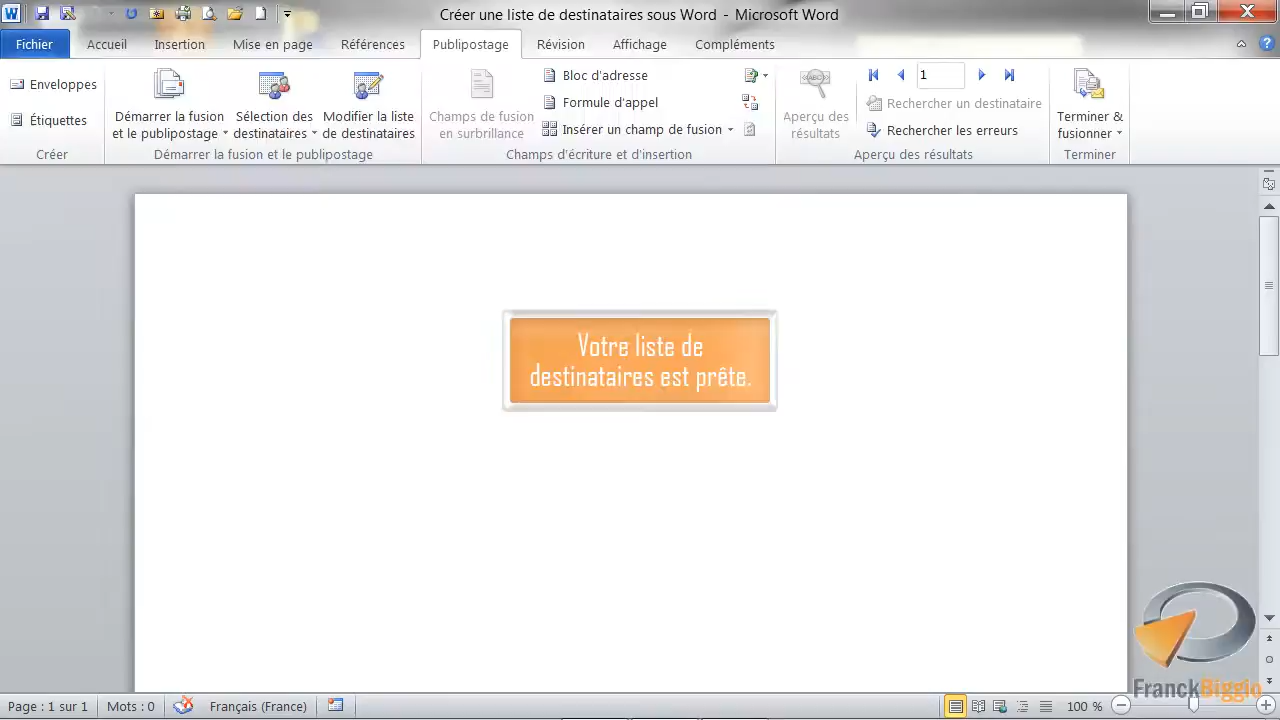 Créer une liste de destinataires sous Word - Microsoft Word
Fichier Accueil Insertion Mise en page Références Publipostage Révision Affichage Compléments
Enveloppes
Étiquettes
Créer
Démarrer la fusion
et le publipostage
Sélection des
destinataires
Modifier la liste
de destinataires
Démarrer la fusion et le publipostage
Champs de fusion
en surbrillance
Bloc d'adresse
Formule d'appel
Insérer un champ de fusion
Champs d'écriture et d'insertion
Aperçu des
résultats
1
Rechercher un destinataire
Rechercher les erreurs
Aperçu des résultats
Terminer &
fusionner
Terminer
Votre liste de
destinataires est prête.
FranckBiggio
Page : 1 sur 1 Mots : 0 Français (France) 100 %